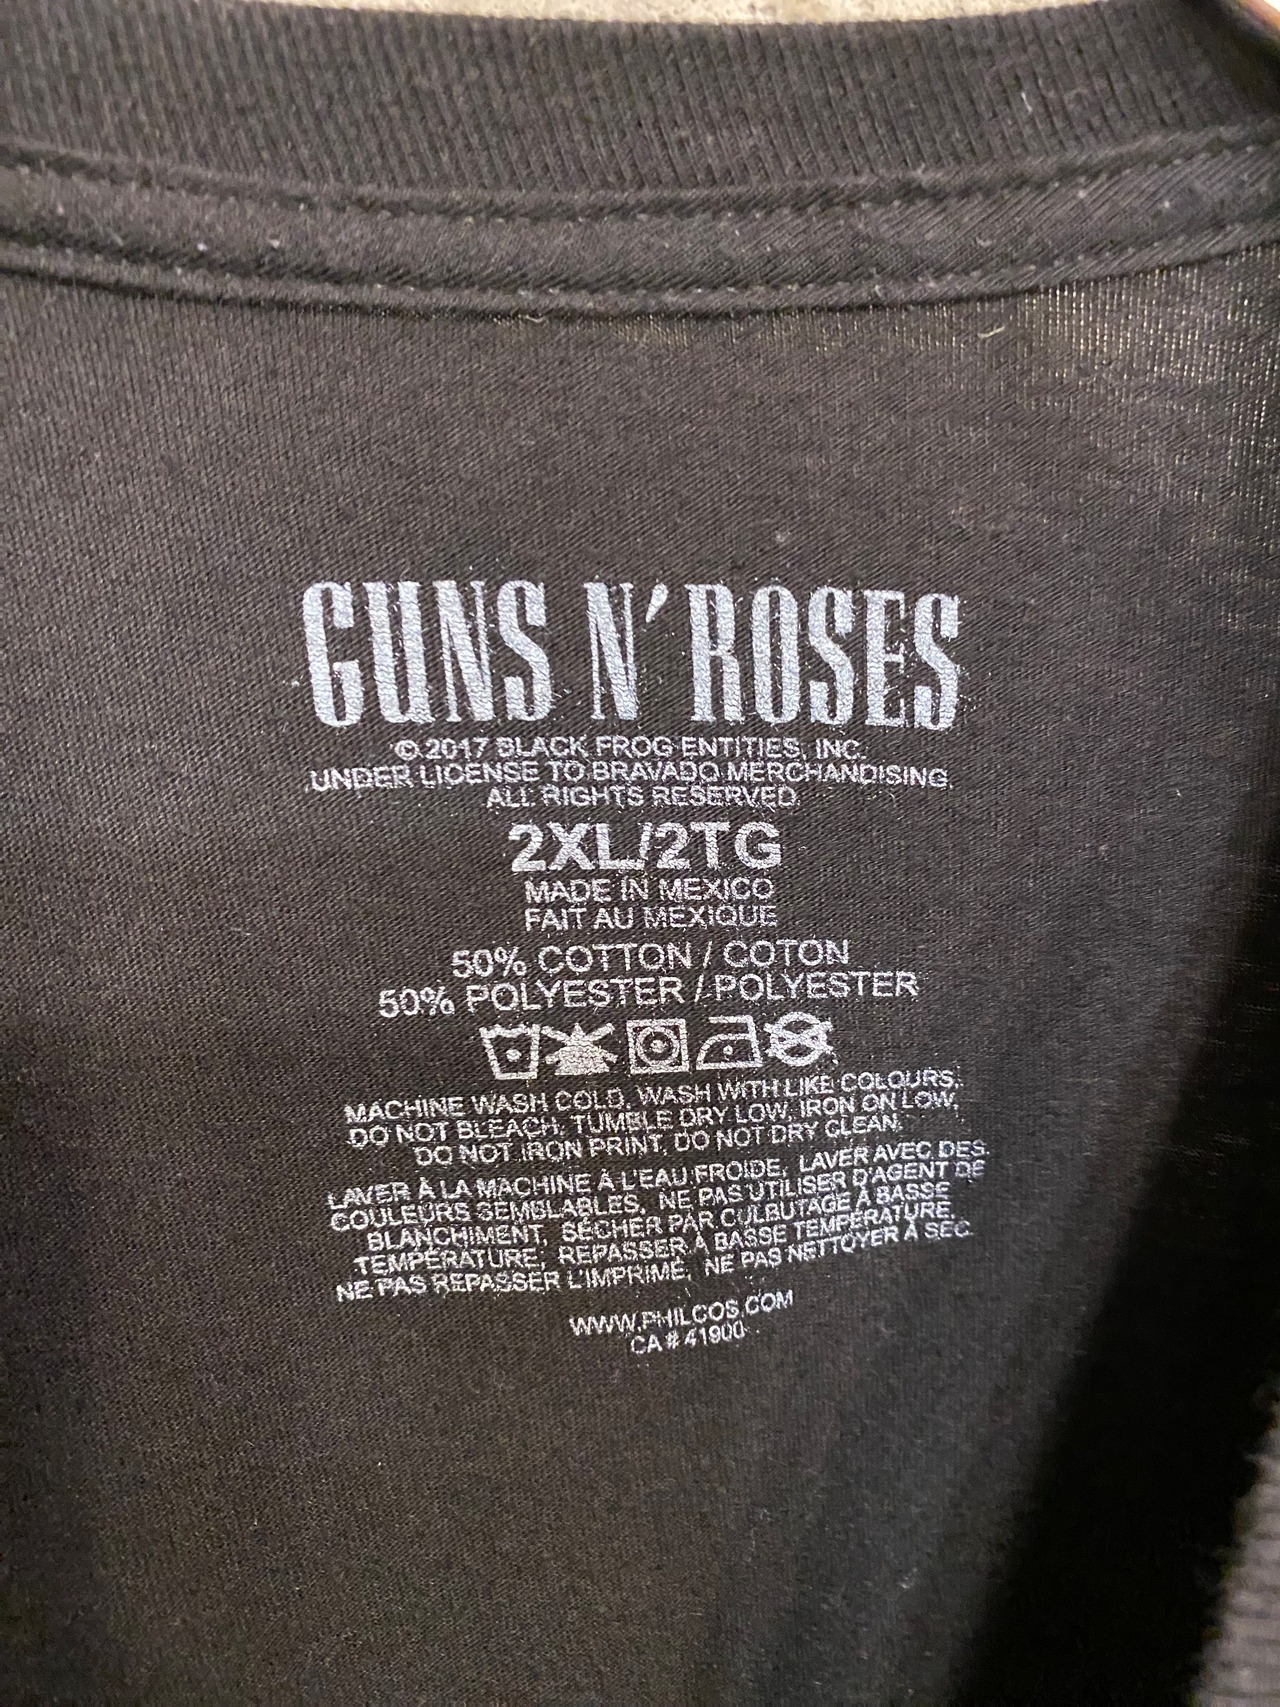 GUNS N' ROSES
© 2017 BLACK FROG ENTITIES, INC.
UNDER LICENSE TO BRAVADO MERCHANDISING.
ALL RIGHTS RESERVED.
2XL/2TG
MADE IN MEXICO
FAIT AU MEXIQUE
50% COTTON / COTON
50% POLYESTER / POLYESTER
MACHINE WASH COLD, WASH WITH LIKE COLOURS,
DO NOT BLEACH, TUMBLE DRY LOW, IRON ON LOW,
DO NOT IRON PRINT, DO NOT DRY CLEAN.
LAVER À LA MACHINE À L'EAU FROIDE, LAVER AVEC DES
COULEURS SEMBLABLES, NE PAS UTILISER D'AGENT DE
BLANCHIMENT, SÉCHER PAR CULBUTAGE À BASSE
TEMPÉRATURE, REPASSER À BASSE TEMPÉRATURE,
NE PAS REPASSER L'IMPRIMÉ, NE PAS NETTOYER À SEC.
WWW.PHILCOS.COM
CA # 41900